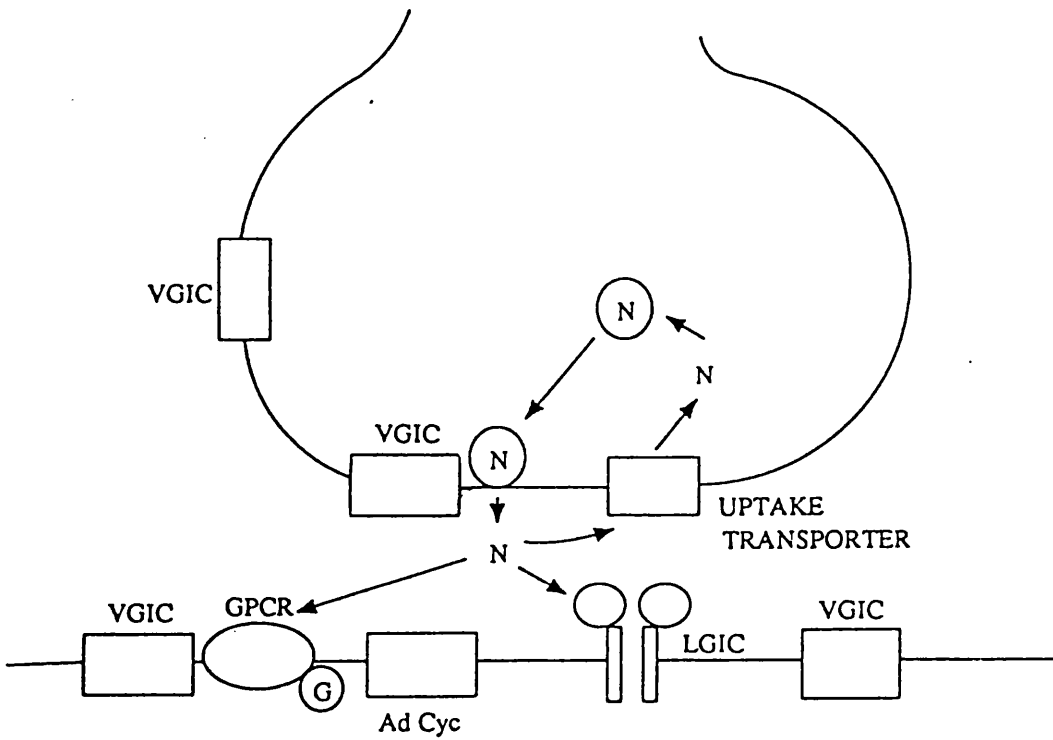 VGIC
N
N
VGIC
N
UPTAKE
TRANSPORTER
N
VGIC
GPCR
VGIC
LGIC
G
Ad Cyc